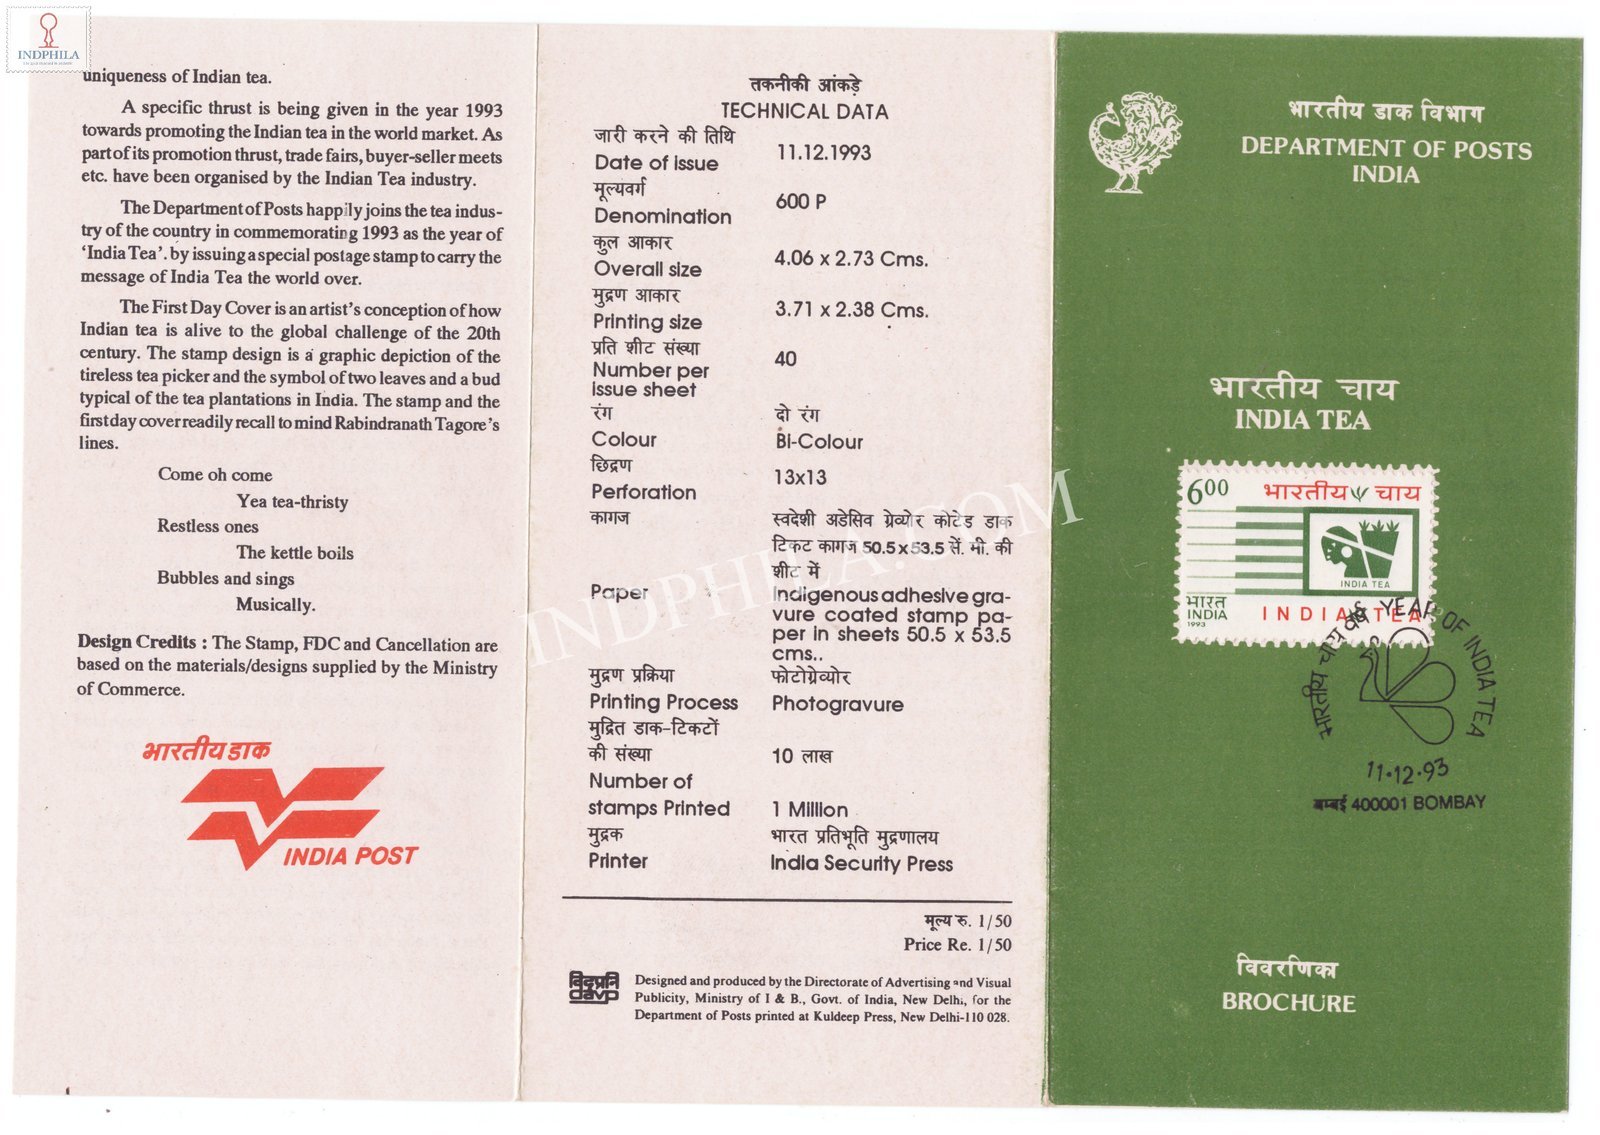 INDPHILA
uniqueness of Indian tea.
A specific thrust is being given in the year 1993
towards promoting the Indian tea in the world market. As
part of its promotion thrust, trade fairs, buyer-seller meets
etc. have been organised by the Indian Tea industry.
The Department of Posts happily joins the tea indus-
try of the country in commemorating 1993 as the year of
‘India Tea’. by issuing a special postage stamp to carry the
message of India Tea the world over.
The First Day Cover is an artist’s conception of how
Indian tea is alive to the global challenge of the 20th
century. The stamp design is a graphic depiction of the
tireless tea picker and the symbol of two leaves and a bud
typical of the tea plantations in India. The stamp and the
first day cover readily recall to mind Rabindranath Tagore’s
lines.
Come oh come
Yea tea-thristy
Restless ones
The kettle boils
Bubbles and sings
Musically.
Design Credits : The Stamp, FDC and Cancellation are
based on the materials/designs supplied by the Ministry
of Commerce.
भारतीय डाक
INDIA POST
तकनीकी आंकड़े
TECHNICAL DATA
जारी करने की तिथि
Date of issue 11.12.1993
मूल्यवर्ग
Denomination 600 P
कुल आकार
Overall size 4.06 x 2.73 Cms.
मुद्रण आकार
Printing size 3.71 x 2.38 Cms.
प्रति शीट संख्या
Number per issue sheet 40
रंग दो रंग
Colour Bi-Colour
छिद्रण
Perforation 13x13
कागज स्वदेशी अडेसिव ग्रेव्योर कोटेड डाक
टिकट कागज 50.5x53.5 सें. मी. की
शीट में
Paper Indigenous adhesive gra-
vure coated stamp pa-
per in sheets 50.5 x 53.5
cms..
मुद्रण प्रक्रिया फोटोग्रेव्योर
Printing Process Photogravure
मुद्रित डाक-टिकटों
की संख्या 10 लाख
Number of
stamps Printed 1 Million
मुद्रक भारत प्रतिभूति मुद्रणालय
Printer India Security Press
मूल्य रु. 1/50
Price Re. 1/50
विदृप्रनि
davp
Designed and produced by the Directorate of Advertising and Visual
Publicity, Ministry of I & B., Govt. of India, New Delhi, for the
Department of Posts printed at Kuldeep Press, New Delhi-110 028.
INDPHILA.COM
भारतीय डाक विभाग
DEPARTMENT OF POSTS
INDIA
भारतीय चाय
INDIA TEA
600 भारतीय चाय
INDIA TEA
भारत
INDIA
1993
INDIA TEA
भारतीय चाय वर्ष YEAR OF INDIA TEA
11·12·93
बम्बई 400001 BOMBAY
विवरणिका
BROCHURE